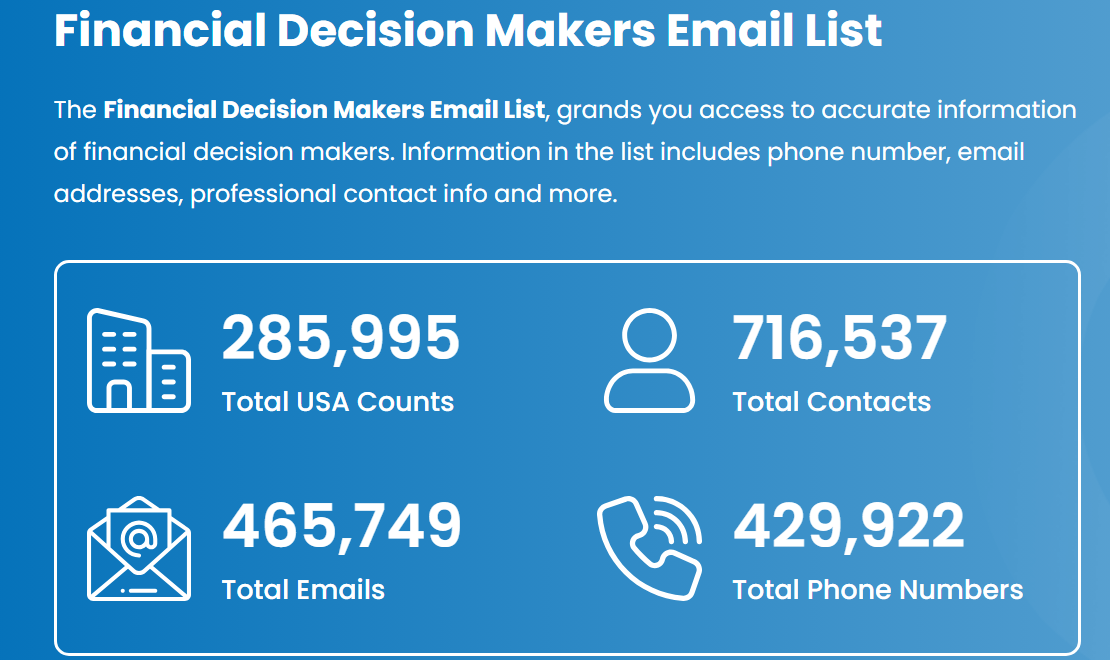 Financial Decision Makers Email List
The Financial Decision Makers Email List, grands you access to accurate information
of financial decision makers. Information in the list includes phone number, email
addresses, professional contact info and more.
285,995
Total USA Counts
716,537
Total Contacts
465,749
Total Emails
429,922
Total Phone Numbers